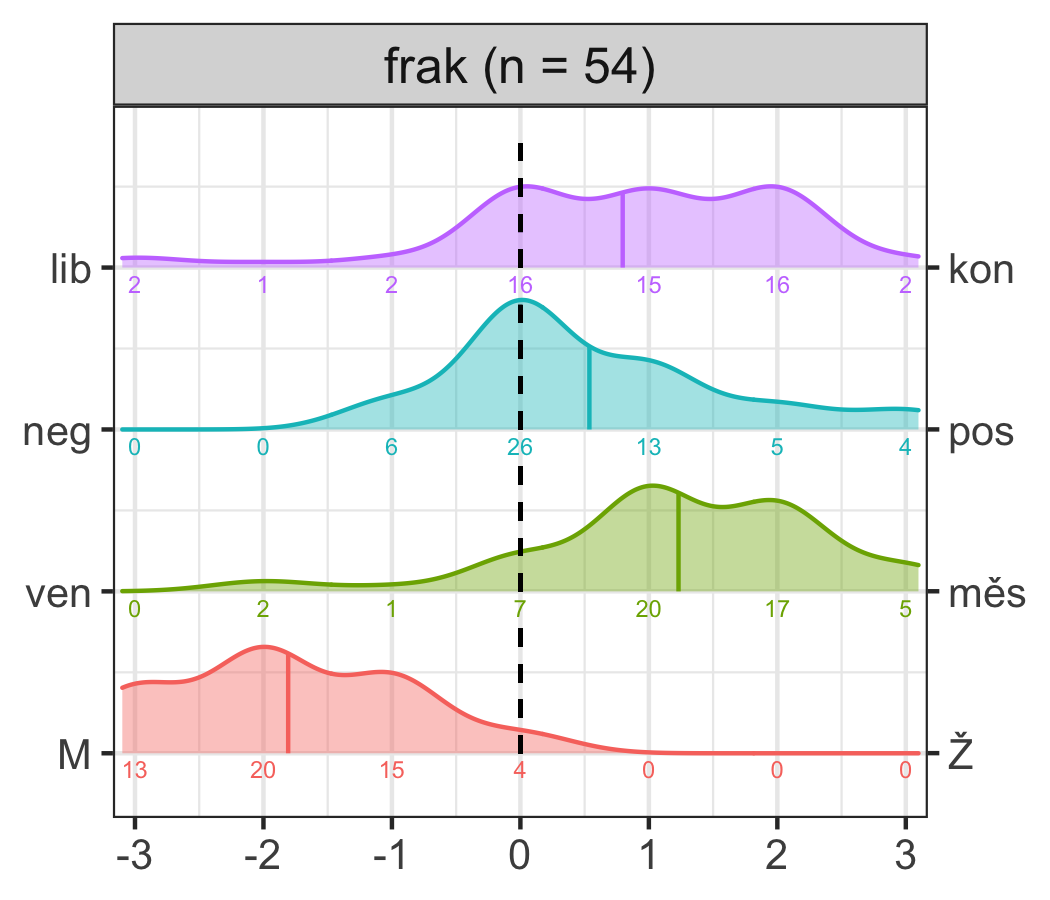 frak (n = 54)
lib kon
2 1 2 16 15 16 2
neg pos
0 0 6 26 13 5 4
ven měs
0 2 1 7 20 17 5
M Ž
13 20 15 4 0 0 0
-3 -2 -1 0 1 2 3